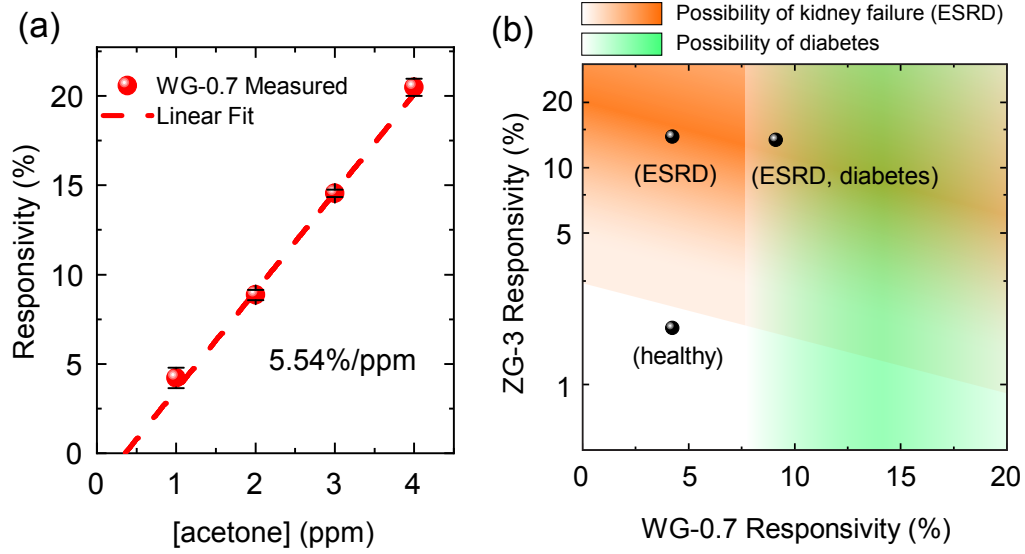 (a)
WG-0.7 Measured
Linear Fit
5.54%/ppm
Responsivity (%)
20
15
10
5
0
0 1 2 3 4
[acetone] (ppm)
(b)
Possibility of kidney failure (ESRD)
Possibility of diabetes
ZG-3 Responsivity (%)
20
10
5
1
(ESRD)
(ESRD, diabetes)
(healthy)
0 5 10 15 20
WG-0.7 Responsivity (%)